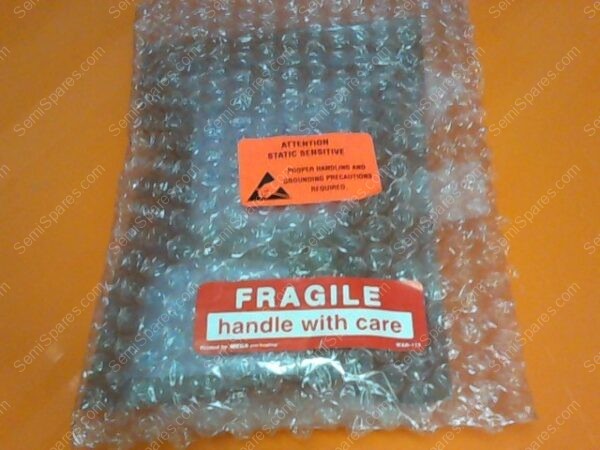 ATTENTION
STATIC SENSITIVE
PROPER HANDLING AND
GROUNDING PRECAUTIONS
REQUIRED.
FRAGILE
handle with care
SemiSpares.com